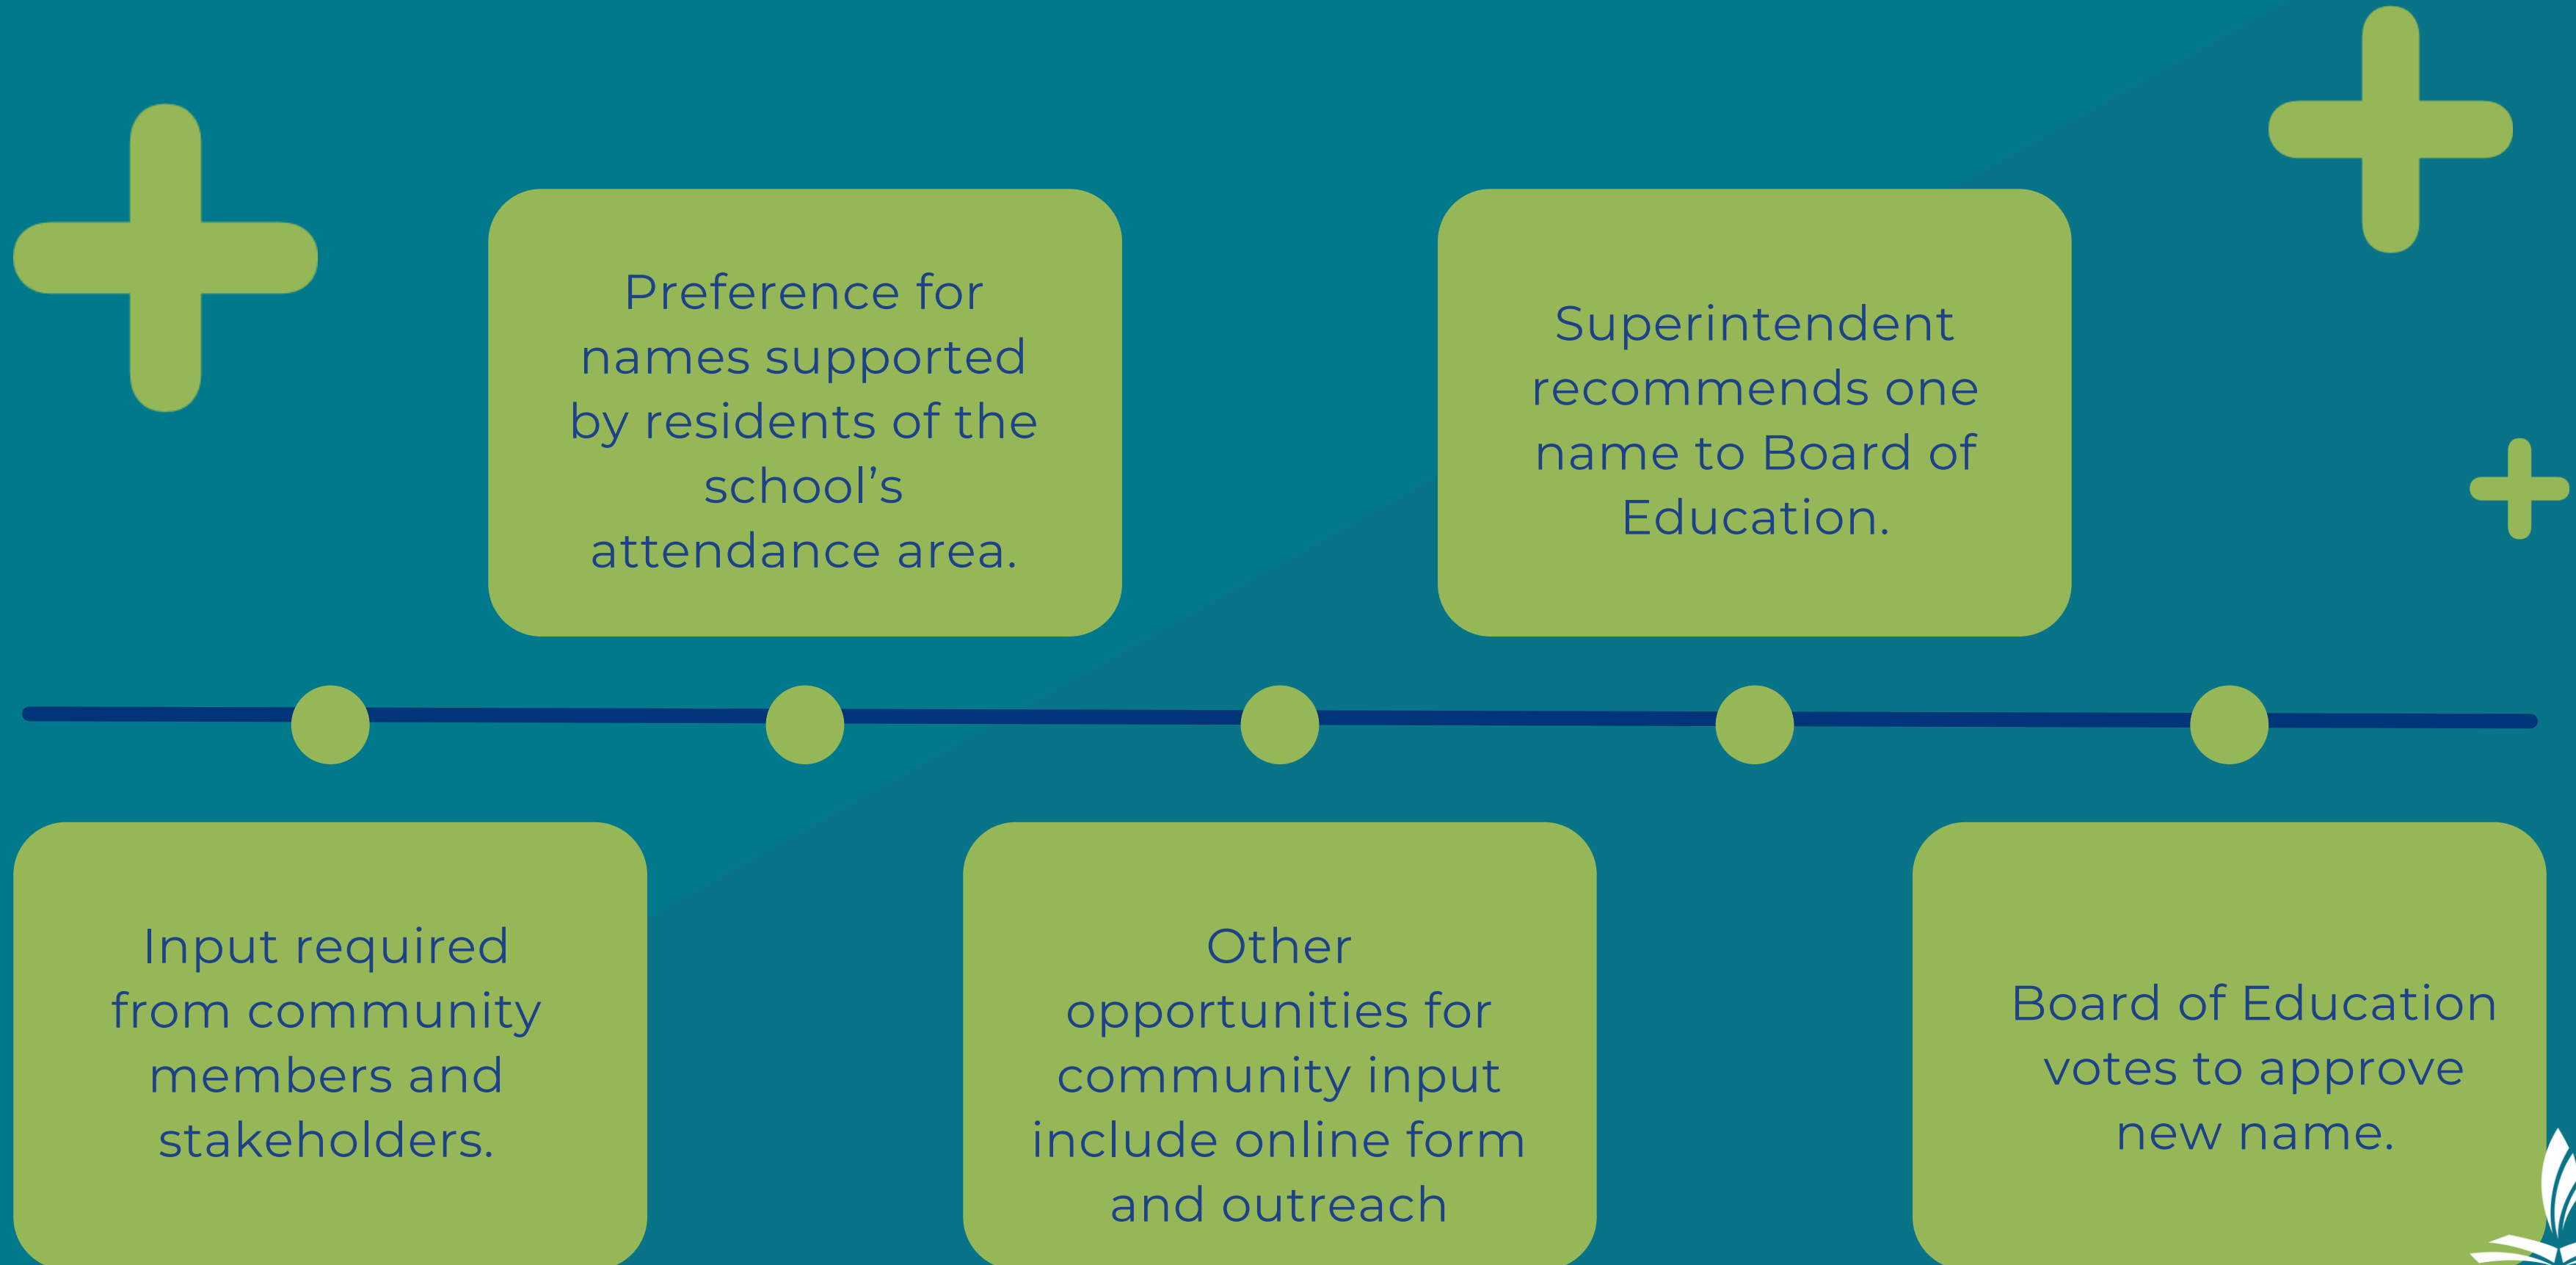 Input required
from community
members and
stakeholders.
Preference for
names supported
by residents of the
school’s
attendance area.
Other
opportunities for
community input
include online form
and outreach
Superintendent
recommends one
name to Board of
Education.
Board of Education
votes to approve
new name.